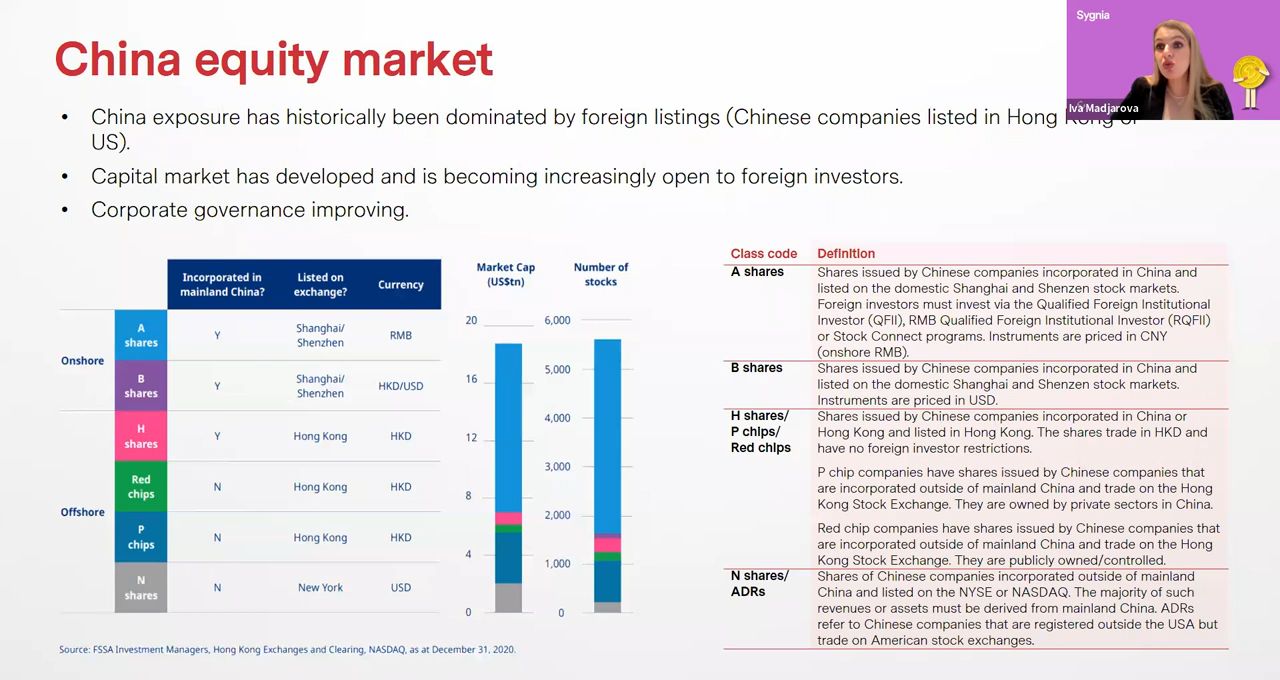 China equity market
Sygnia
Iva Madjarova
• China exposure has historically been dominated by foreign listings (Chinese companies listed in Hong Kong or
US).
• Capital market has developed and is becoming increasingly open to foreign investors.
• Corporate governance improving.
Incorporated in
mainland China?
Listed on
exchange?
Currency
Onshore
A
shares
Y
Shanghai/
Shenzhen
RMB
B
shares
Y
Shanghai/
Shenzhen
HKD/USD
Offshore
H
shares
Y
Hong Kong
HKD
Red
chips
N
Hong Kong
HKD
P
chips
N
Hong Kong
HKD
N
shares
N
New York
USD
Market Cap
(US$tn)
20
16
12
8
4
0
Number of
stocks
6,000
5,000
4,000
3,000
2,000
1,000
0
Class code
Definition
A shares
Shares issued by Chinese companies incorporated in China and
listed on the domestic Shanghai and Shenzen stock markets.
Foreign investors must invest via the Qualified Foreign Institutional
Investor (QFII), RMB Qualified Foreign Institutional Investor (RQFII)
or Stock Connect programs. Instruments are priced in CNY
(onshore RMB).
B shares
Shares issued by Chinese companies incorporated in China and
listed on the domestic Shanghai and Shenzen stock markets.
Instruments are priced in USD.
H shares/
P chips/
Red chips
Shares issued by Chinese companies incorporated in China or
Hong Kong and listed in Hong Kong. The shares trade in HKD and
have no foreign investor restrictions.
P chip companies have shares issued by Chinese companies that
are incorporated outside of mainland China and trade on the Hong
Kong Stock Exchange. They are owned by private sectors in China.
Red chip companies have shares issued by Chinese companies that
are incorporated outside of mainland China and trade on the Hong
Kong Stock Exchange. They are publicly owned/controlled.
N shares/
ADRs
Shares of Chinese companies incorporated outside of mainland
China and listed on the NYSE or NASDAQ. The majority of such
revenues or assets must be derived from mainland China. ADRs
refer to Chinese companies that are registered outside the USA but
trade on American stock exchanges.
Source: FSSA Investment Managers, Hong Kong Exchanges and Clearing, NASDAQ, as at December 31, 2020.